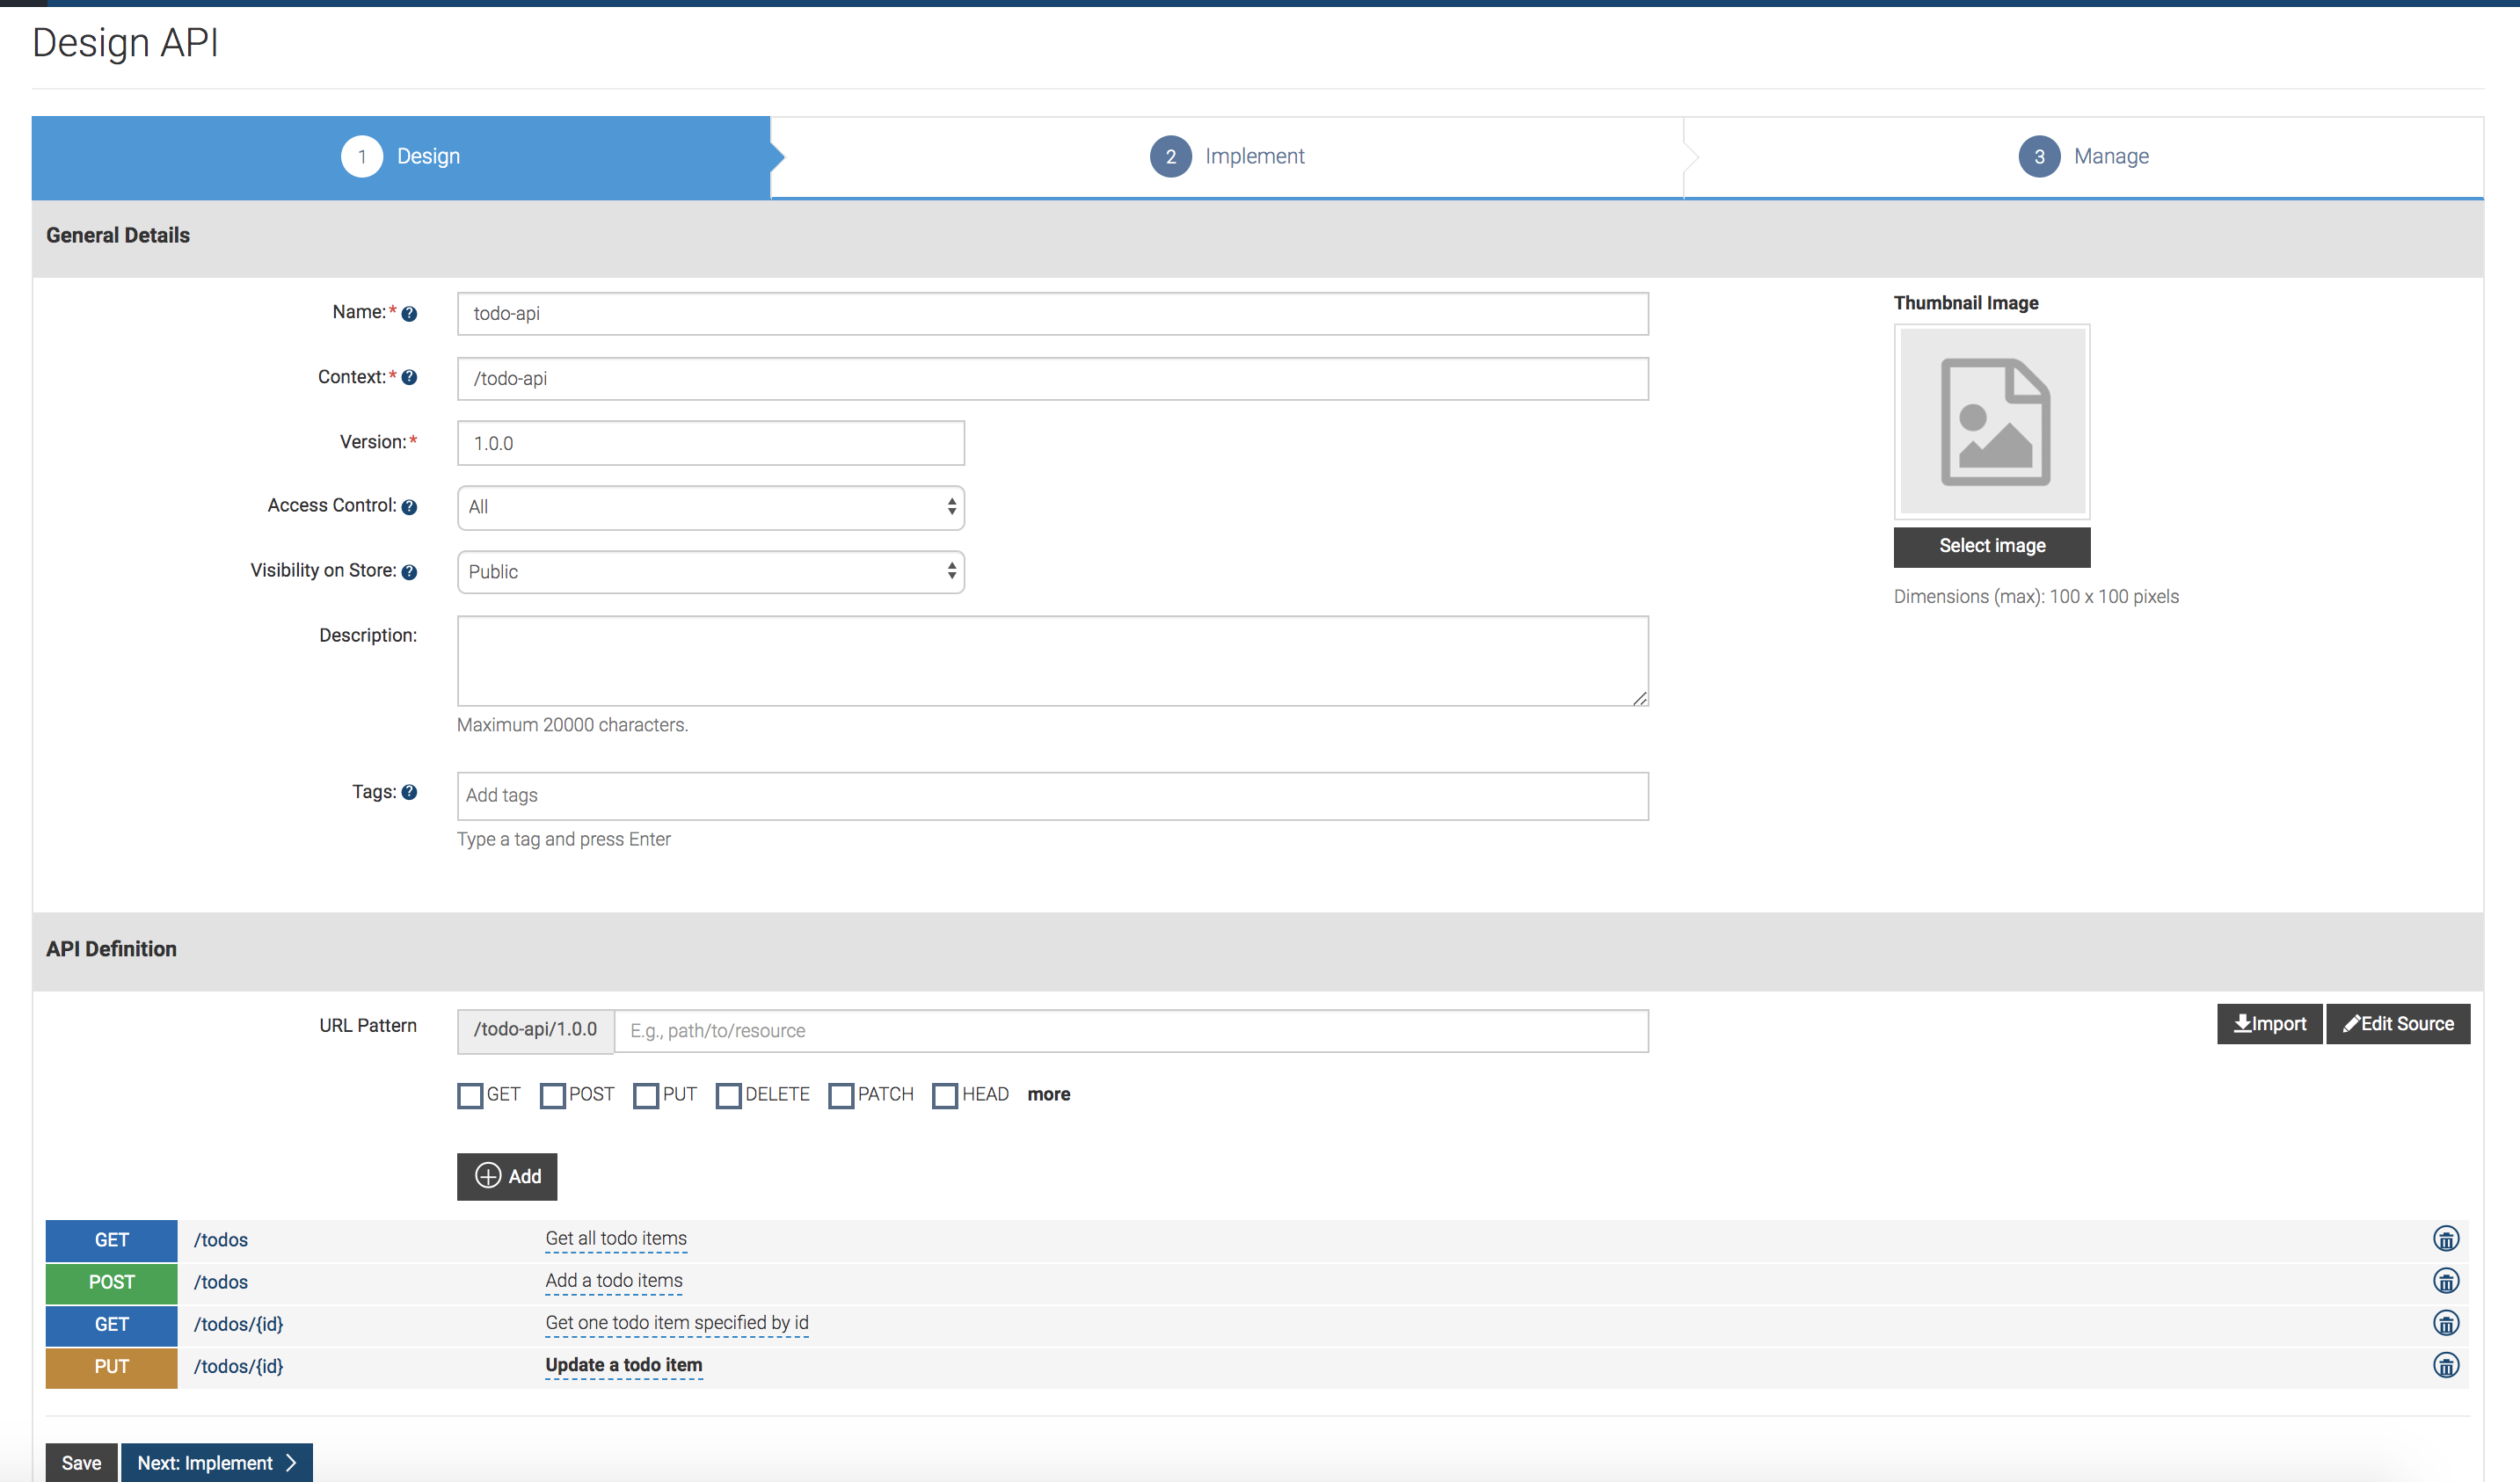 Design API
1 Design
2 Implement
3 Manage
General Details
Name:* ? todo-api
Thumbnail Image
Context:* ? /todo-api
Version:* 1.0.0
Access Control: ? All
Select image
Visibility on Store: ? Public
Dimensions (max): 100 x 100 pixels
Description:
Maximum 20000 characters.
Tags: ? Add tags
Type a tag and press Enter
API Definition
URL Pattern /todo-api/1.0.0 E.g., path/to/resource Import Edit Source
GET POST PUT DELETE PATCH HEAD more
Add
GET /todos Get all todo items
POST /todos Add a todo items
GET /todos/{id} Get one todo item specified by id
PUT /todos/{id} Update a todo item
Save Next: Implement